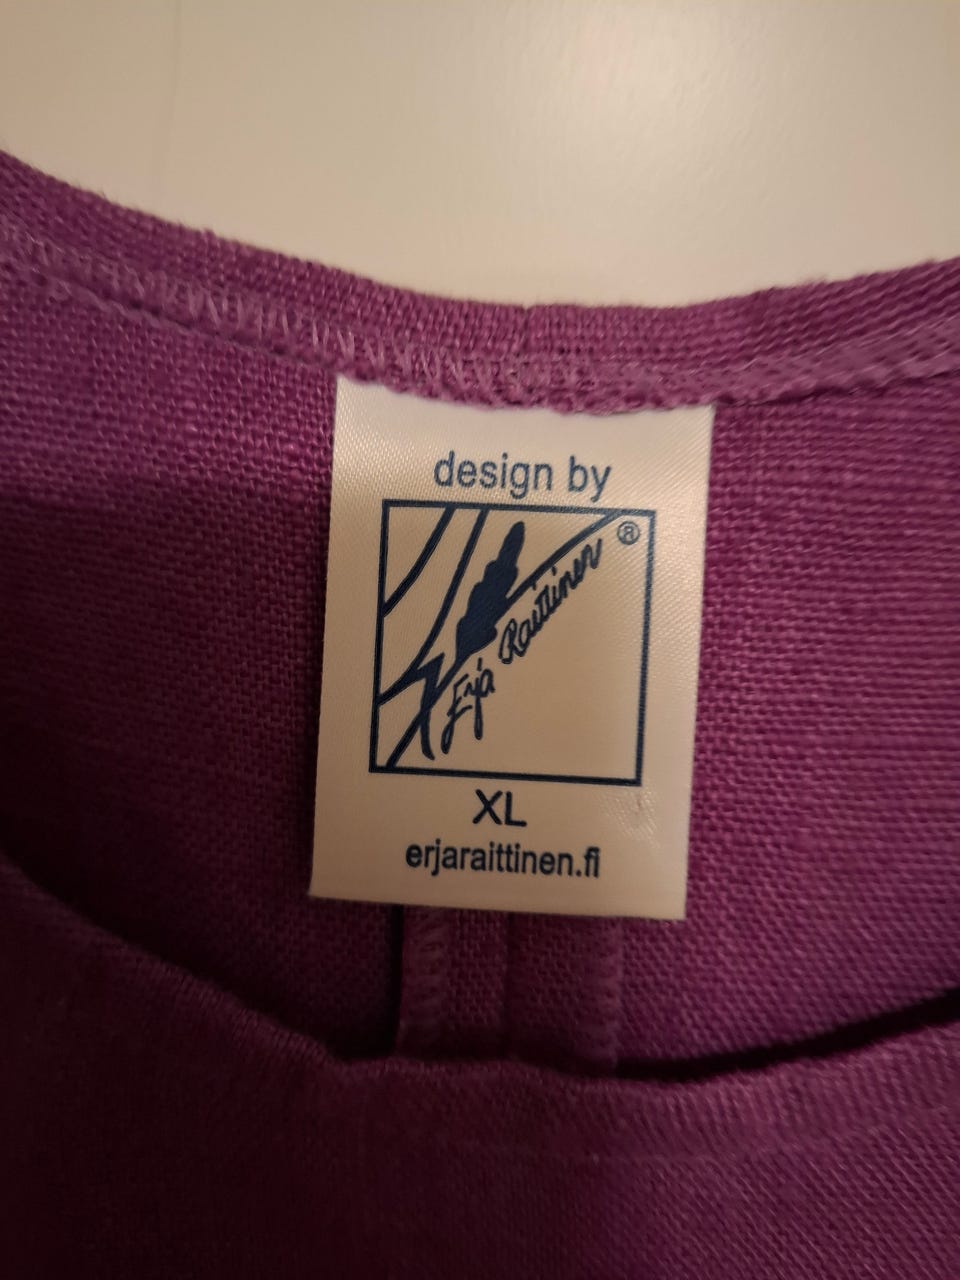 design by
Erja Raittinen ®
XL
erjaraittinen.fi